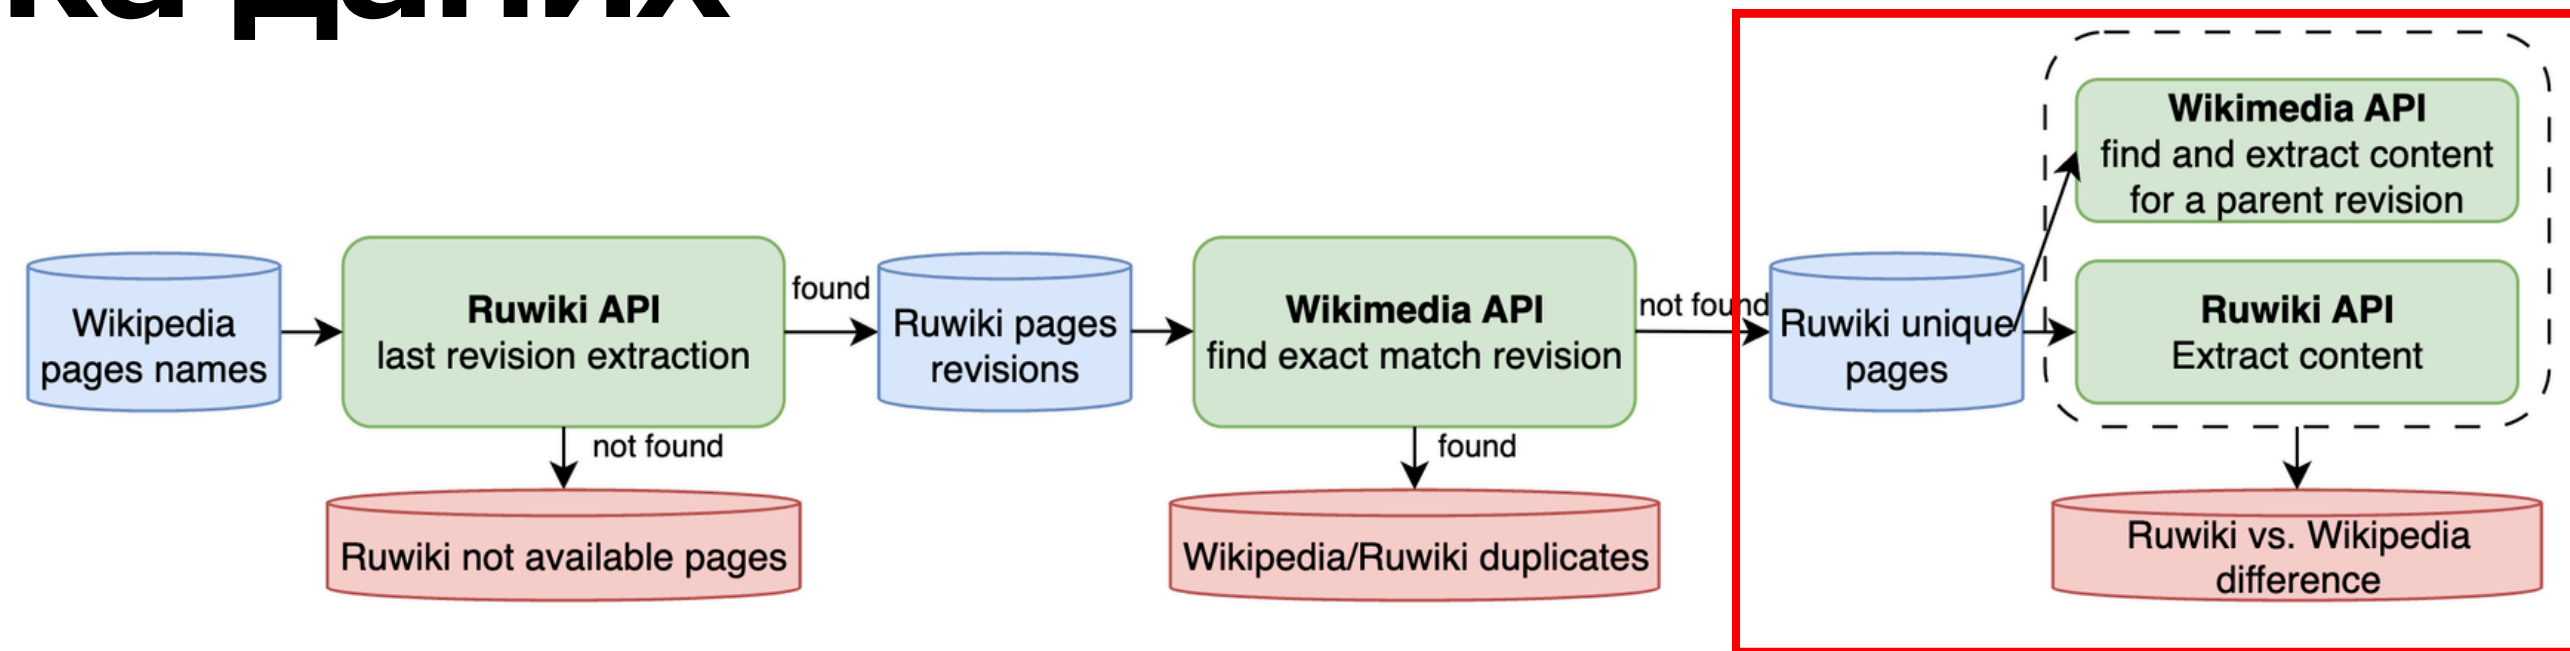 ка даних
Wikipedia
pages names
Ruwiki API
last revision extraction
found
not found
Ruwiki not available pages
Ruwiki pages
revisions
Wikimedia API
find exact match revision
not found
found
Wikipedia/Ruwiki duplicates
Ruwiki unique
pages
Wikimedia API
find and extract content
for a parent revision
Ruwiki API
Extract content
Ruwiki vs. Wikipedia
difference